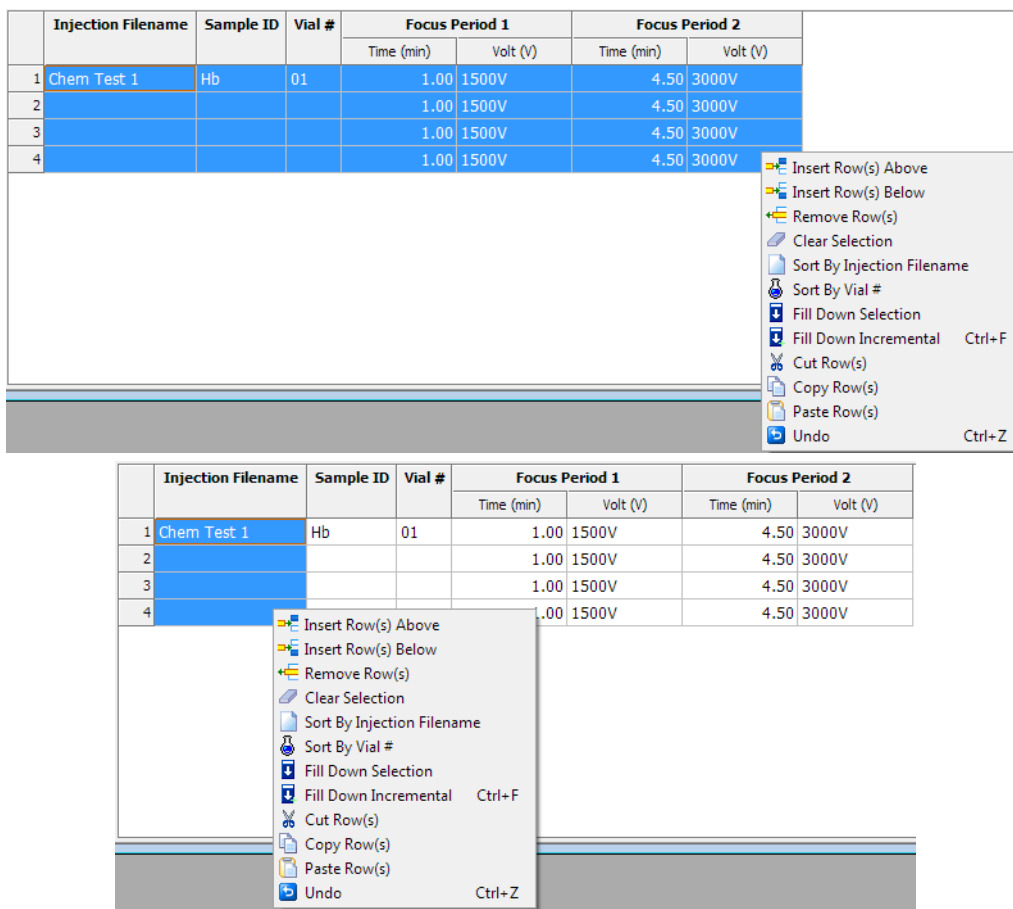 Injection Filename Sample ID Vial # Focus Period 1 Focus Period 2
Time (min) Volt (V) Time (min) Volt (V)
1 Chem Test 1 Hb 01 1.00 1500V 4.50 3000V
2 1.00 1500V 4.50 3000V
3 1.00 1500V 4.50 3000V
4 1.00 1500V 4.50 3000V
Insert Row(s) Above
Insert Row(s) Below
Remove Row(s)
Clear Selection
Sort By Injection Filename
Sort By Vial #
Fill Down Selection
Fill Down Incremental Ctrl+F
Cut Row(s)
Copy Row(s)
Paste Row(s)
Undo Ctrl+Z
Injection Filename Sample ID Vial # Focus Period 1 Focus Period 2
Time (min) Volt (V) Time (min) Volt (V)
1 Chem Test 1 Hb 01 1.00 1500V 4.50 3000V
2 1.00 1500V 4.50 3000V
3 1.00 1500V 4.50 3000V
4 .00 1500V 4.50 3000V
Insert Row(s) Above
Insert Row(s) Below
Remove Row(s)
Clear Selection
Sort By Injection Filename
Sort By Vial #
Fill Down Selection
Fill Down Incremental Ctrl+F
Cut Row(s)
Copy Row(s)
Paste Row(s)
Undo Ctrl+Z